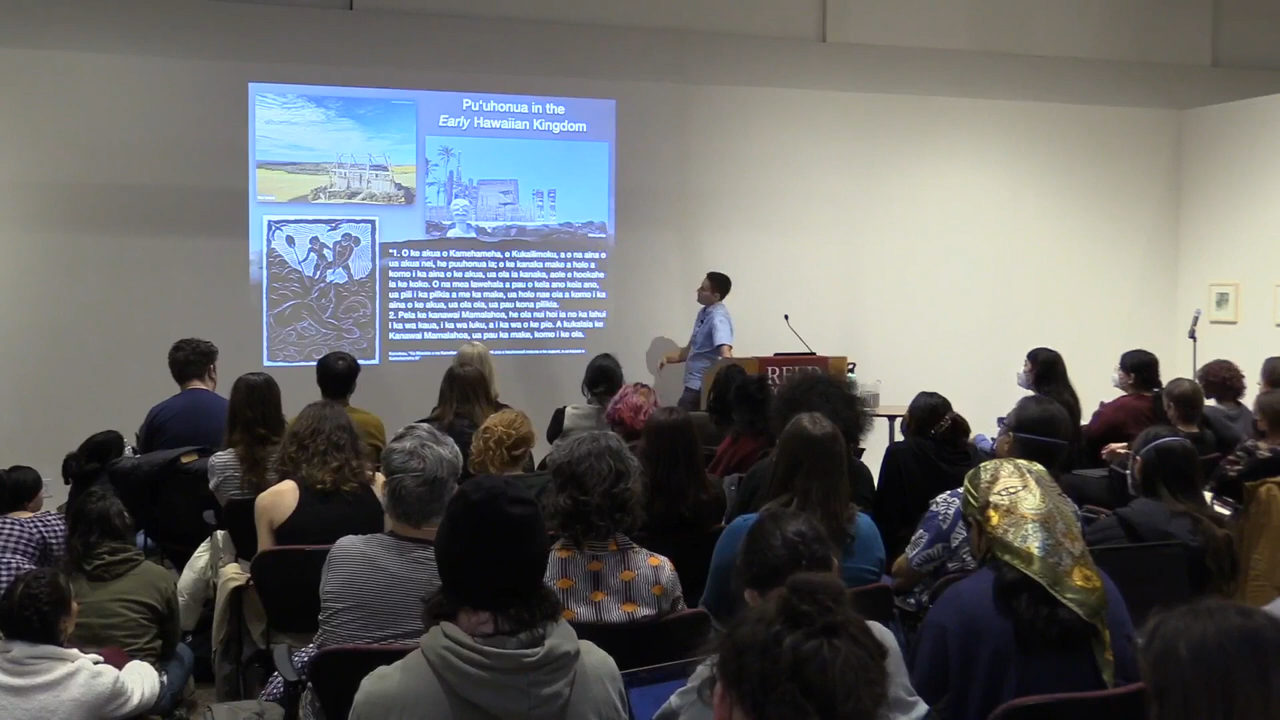 Pu'uhonua in the
Early Hawaiian Kingdom
"1. O ke akua o Kamehameha, o Kukailimoku, a o na aina o
ua akua nei, he puuhonua ia; o ke kanaka make a holo a
komo i ka aina o ke akua, ua ola ia kanaka, aole e hookahe
ia ke koko. O na mea lawehala a pau o kela ano keia ano,
ua pili i ka pilkia a me ka make, ua holo nae ola a komo i ka
aina o ke akua, ua ola ola, ua pau kona pilikia.
2. Pela ke kanawai Mamalahoa, he ola nui hoi ia no ka lahui
i ka wa kaua, i ka wa luku, a i ka wa o ke pio. A kukalaia ke
Kanawai Mamalahoa, ua pau ka make, komo i ke ola.
REED